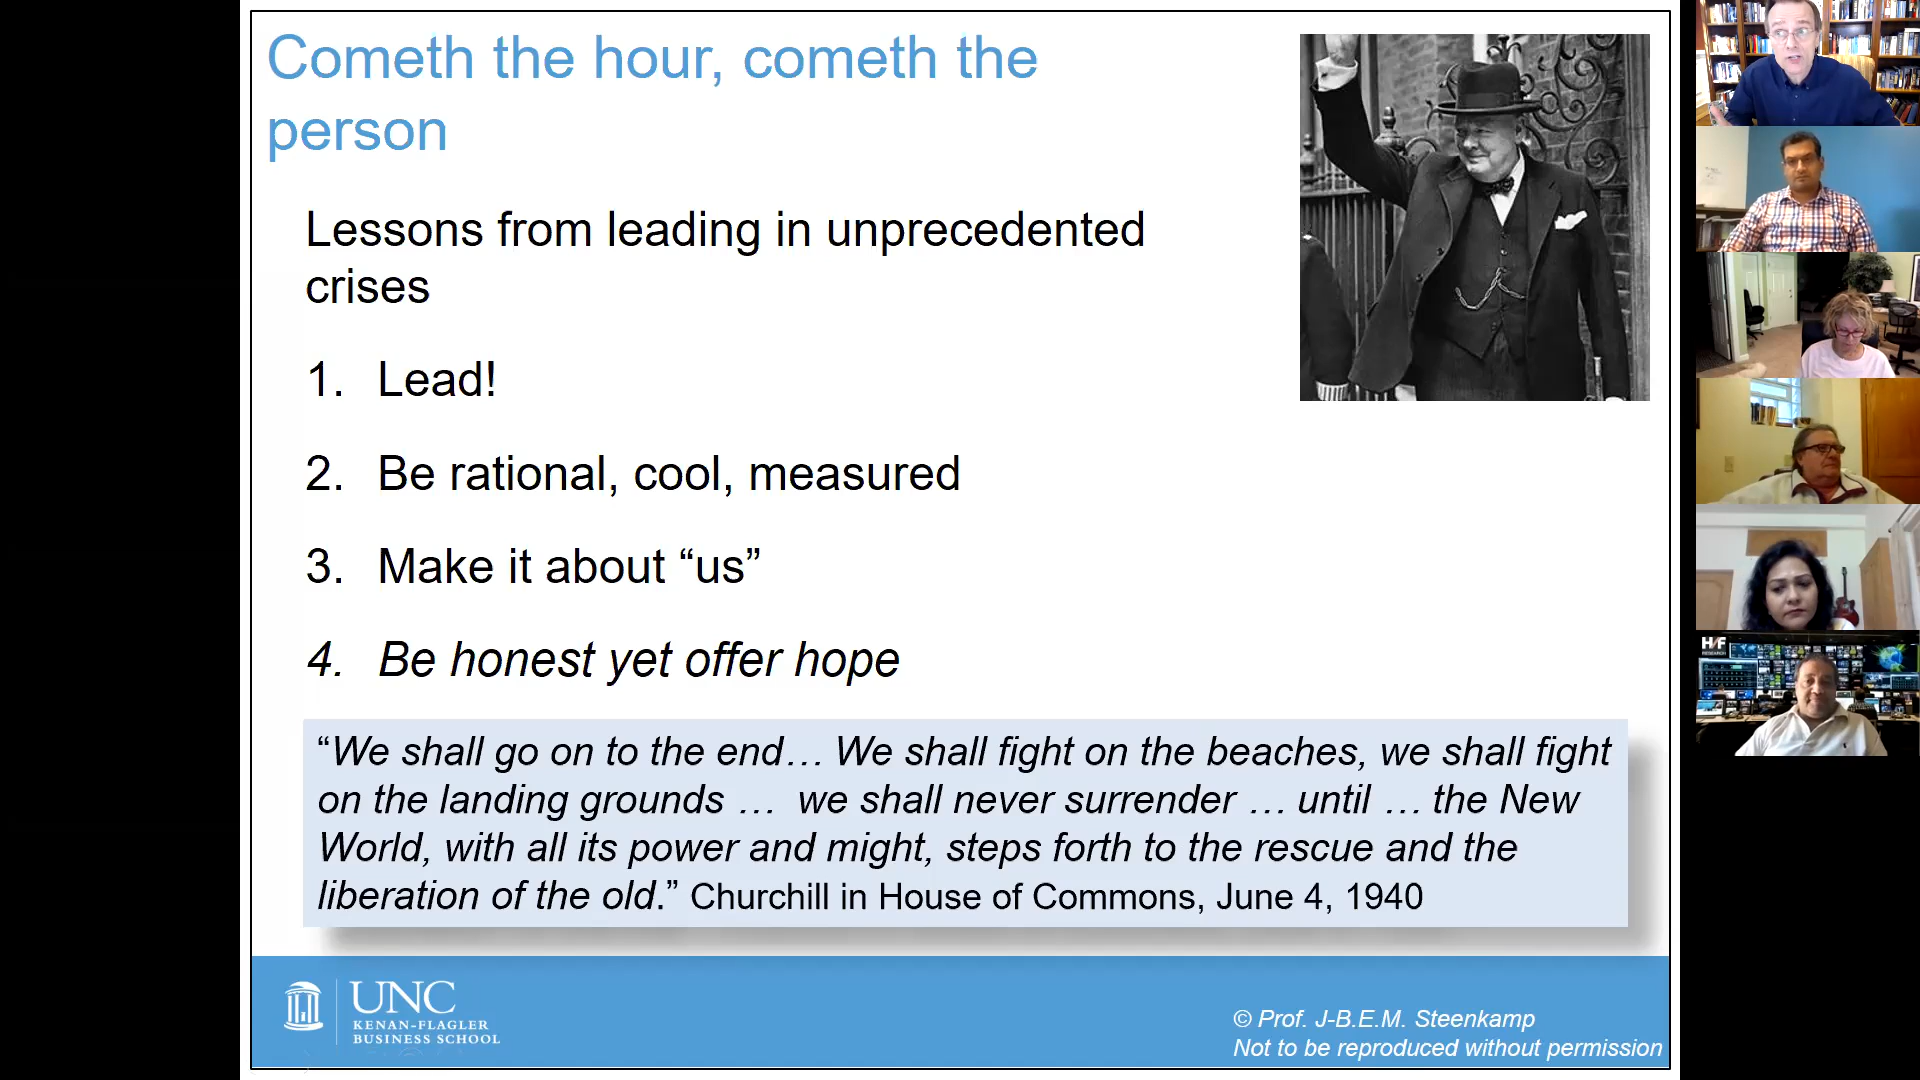 Cometh the hour, cometh the
person
Lessons from leading in unprecedented
crises
1. Lead!
2. Be rational, cool, measured
3. Make it about “us”
4. Be honest yet offer hope
“We shall go on to the end… We shall fight on the beaches, we shall fight
on the landing grounds … we shall never surrender … until … the New
World, with all its power and might, steps forth to the rescue and the
liberation of the old.” Churchill in House of Commons, June 4, 1940
UNC
KENAN-FLAGLER
BUSINESS SCHOOL
© Prof. J-B.E.M. Steenkamp
Not to be reproduced without permission
RESEARCH